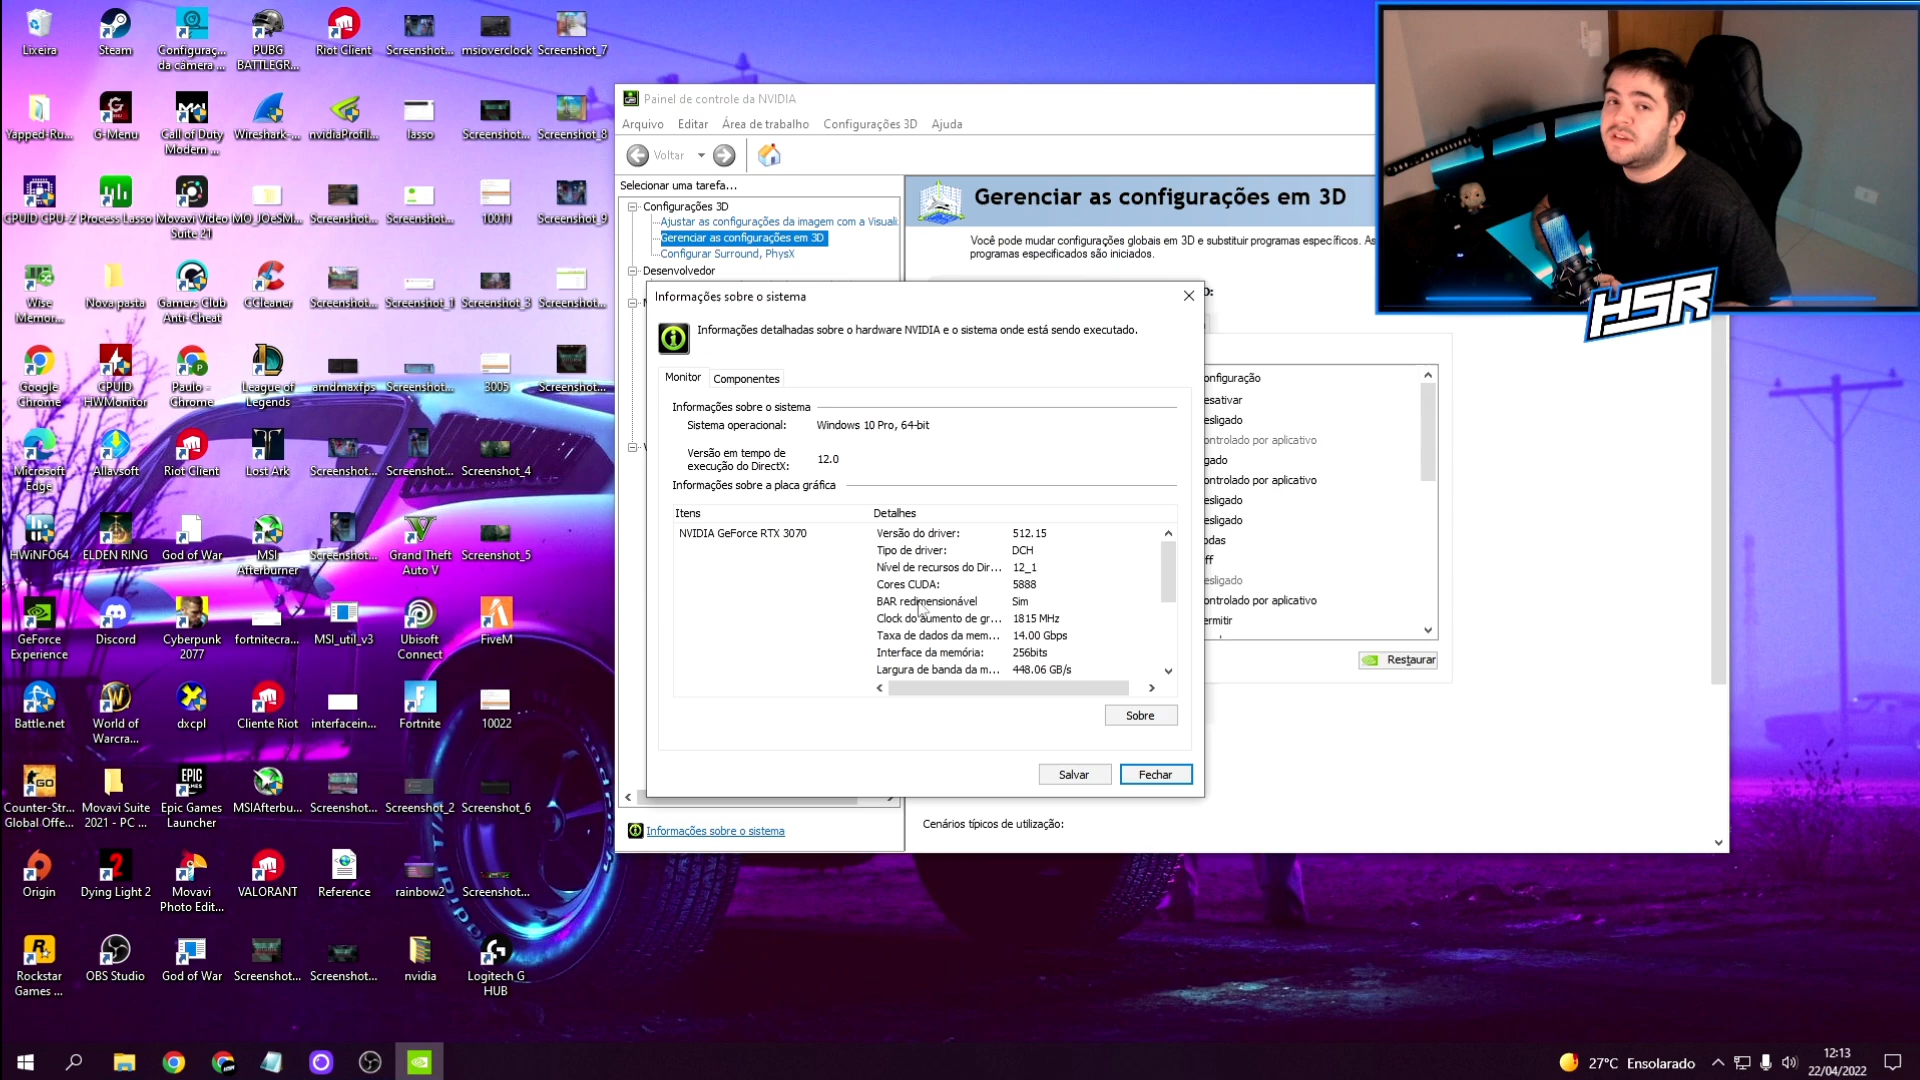 Lixeira
Steam
Configuraç...
da câmera ...
PUBG
BATTLEGR...
Riot Client
Screenshot...
msioverclock
Screenshot_7
Yapped-Ru...
G-Menu
Call of Duty
Modern ...
Wireshark-...
nvidiaProfil...
lasso
Screenshot...
Screenshot_8
CPUID CPU-Z
Process Lasso
Movavi Video
Suite 21
MO_JOeSM...
Screenshot...
Screenshot...
10011
Screenshot_9
Wise
Memor...
Nova pasta
Gamers Club
Anti-Cheat
CCleaner
Screenshot...
Screenshot_1
Screenshot_3
Screenshot...
Google
Chrome
CPUID
HWMonitor
Paulo -
Chrome
League of
Legends
amdmaxfps
Screenshot...
3005
Screenshot...
Microsoft
Edge
Allavsoft
Riot Client
Lost Ark
Screenshot...
Screenshot...
Screenshot_4
HWiNFO64
ELDEN RING
God of War
MSI
Afterburner
Screenshot...
Grand Theft
Auto V
Screenshot_5
GeForce
Experience
Discord
Cyberpunk
2077
fortnitecra...
MSI_util_v3
Ubisoft
Connect
FiveM
Battle.net
World of
Warcra...
dxcpl
Cliente Riot
interfacein...
Fortnite
10022
Counter-Str...
Global Offe...
Movavi Suite
2021 - PC ...
Epic Games
Launcher
MSIAfterbu...
Screenshot...
Screenshot_2
Screenshot_6
Origin
Dying Light 2
Movavi
Photo Edit...
VALORANT
Reference
rainbow2
Screenshot...
Rockstar
Games ...
OBS Studio
God of War
Screenshot...
Screenshot...
nvidia
Logitech G
HUB
Painel de controle da NVIDIA
Arquivo Editar Área de trabalho Configurações 3D Ajuda
Voltar
Selecionar uma tarefa...
Configurações 3D
Ajustar as configurações da imagem com a Visuali
Gerenciar as configurações em 3D
Configurar Surround, PhysX
Desenvolvedor
Informações sobre o sistema
Gerenciar as configurações em 3D
Você pode mudar configurações globais em 3D e substituir programas específicos. As
programas especificados são iniciados.
D:
onfiguração
esativar
esligado
ontrolado por aplicativo
gado
ontrolado por aplicativo
esligado
esligado
odas
ff
esligado
ontrolado por aplicativo
ermitir
Restaurar
Cenários típicos de utilização:
Informações sobre o sistema
Informações detalhadas sobre o hardware NVIDIA e o sistema onde está sendo executado.
Monitor Componentes
Informações sobre o sistema
Sistema operacional: Windows 10 Pro, 64-bit
Versão em tempo de
execução do DirectX: 12.0
Informações sobre a placa gráfica
Itens Detalhes
NVIDIA GeForce RTX 3070
Versão do driver: 512.15
Tipo de driver: DCH
Nível de recursos do Dir... 12_1
Cores CUDA: 5888
BAR redimensionável Sim
Clock do aumento de gr... 1815 MHz
Taxa de dados da mem... 14.00 Gbps
Interface da memória: 256bits
Largura de banda da m... 448.06 GB/s
Sobre
Salvar Fechar
HSR
27°C Ensolarado
12:13
22/04/2022